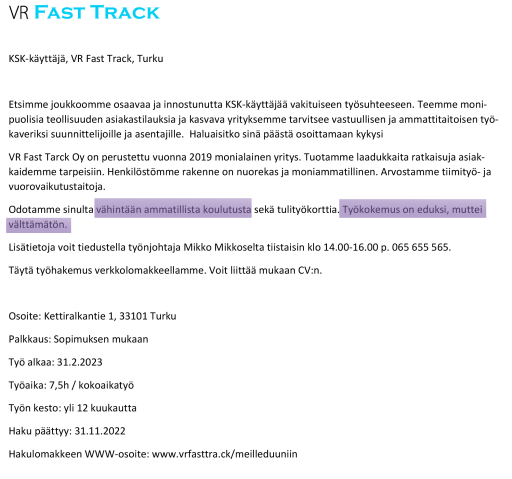 VR FAST TRACK
KSK-käyttäjä, VR Fast Track, Turku
Etsimme joukkoomme osaavaa ja innostunutta KSK-käyttäjää vakituiseen työsuhteeseen. Teemme moni-
puolisia teollisuuden asiakastilauksia ja kasvava yrityksemme tarvitsee vastuullisen ja ammattitaitoisen työ-
kaveriksi suunnittelijoille ja asentajille. Haluaisitko sinä päästä osoittamaan kykysi
VR Fast Tarck Oy on perustettu vuonna 2019 monialainen yritys. Tuotamme laadukkaita ratkaisuja asiak-
kaidemme tarpeisiin. Henkilöstömme rakenne on nuorekas ja moniammatillinen. Arvostamme tiimityö- ja
vuorovaikutustaitoja.
Odotamme sinulta vähintään ammatillista koulutusta sekä tulityökorttia. Työkokemus on eduksi, muttei
välttämätön.
Lisätietoja voit tiedustella työnjohtaja Mikko Mikkoselta tiistaisin klo 14.00-16.00 p. 065 655 565.
Täytä työhakemus verkkolomakkeellamme. Voit liittää mukaan CV:n.
Osoite: Kettiralkantie 1, 33101 Turku
Palkkaus: Sopimuksen mukaan
Työ alkaa: 31.2.2023
Työaika: 7,5h / kokoaikatyö
Työn kesto: yli 12 kuukautta
Haku päättyy: 31.11.2022
Hakulomakkeen WWW-osoite: www.vrfasttra.ck/meilleduuniin